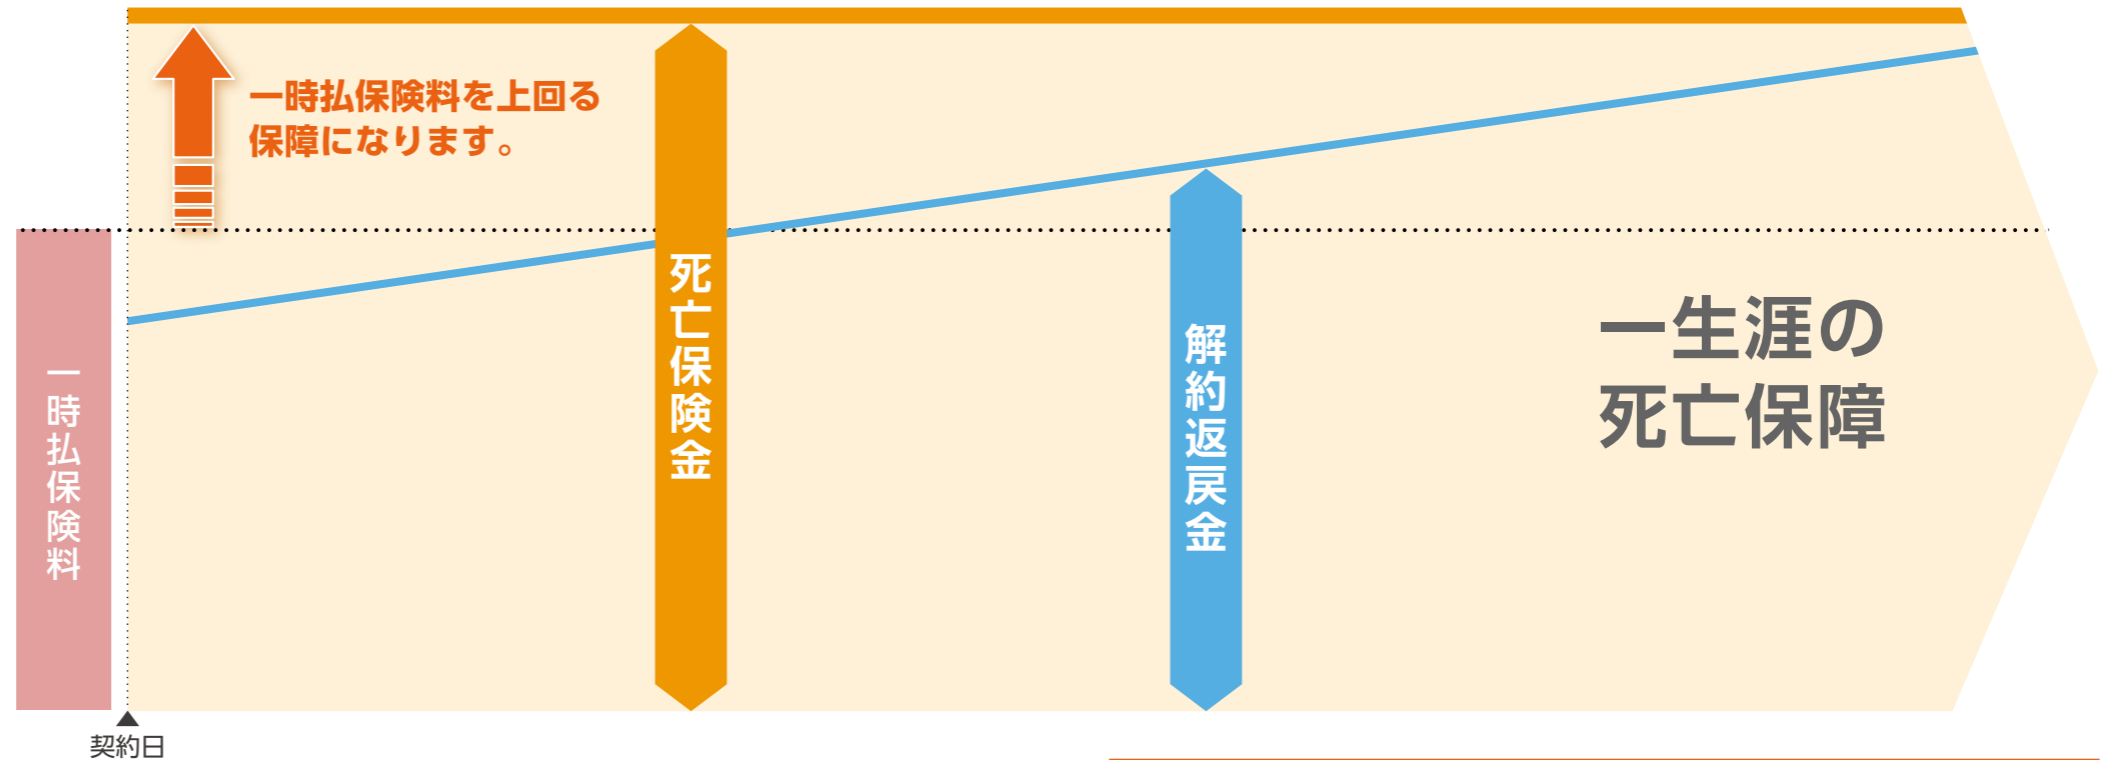 一時払保険料を上回る
保障になります。
一時払保険料
死亡保険金
解約返戻金
一生涯の
死亡保障
契約日